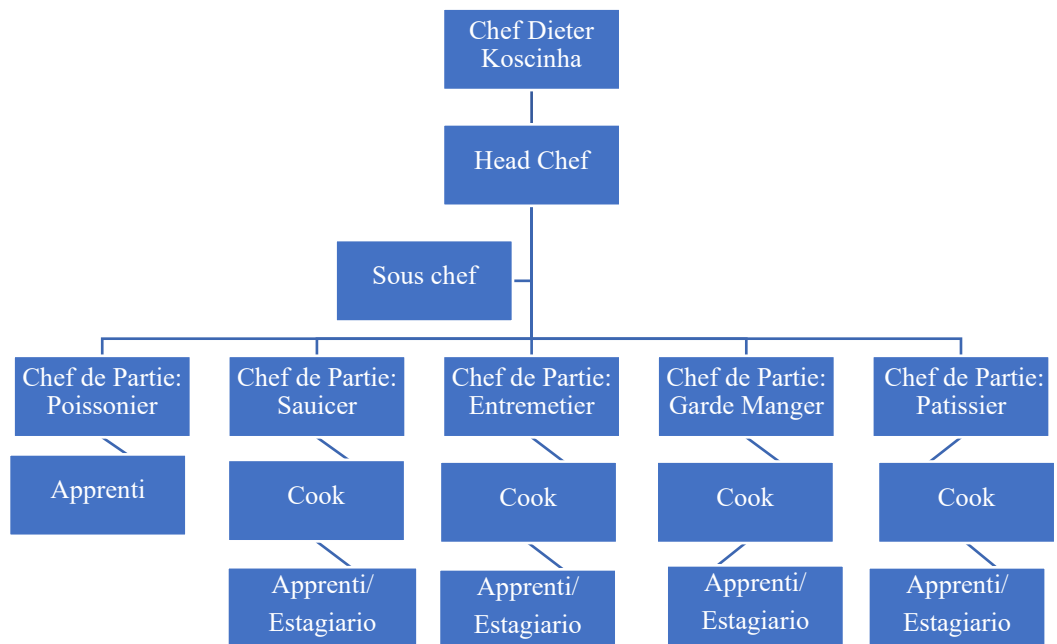 Chef Dieter
Koscinha
Head Chef
Sous chef
Chef de Partie:
Poissonier
Chef de Partie:
Sauicer
Chef de Partie:
Entremetier
Chef de Partie:
Garde Manger
Chef de Partie:
Patissier
Apprenti
Cook
Cook
Cook
Cook
Apprenti/
Estagiario
Apprenti/
Estagiario
Apprenti/
Estagiario
Apprenti/
Estagiario